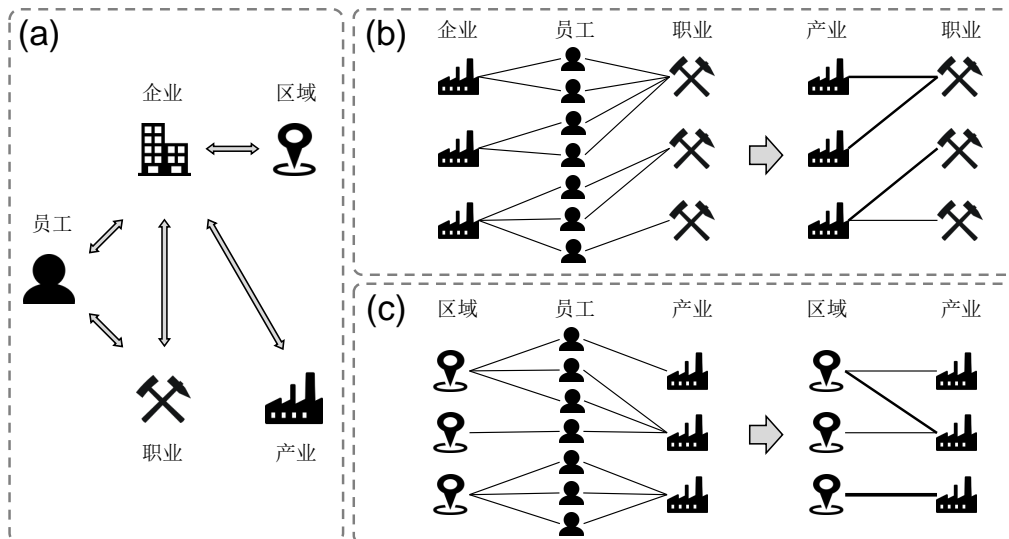 (a)
企业 区域
员工
职业 产业
(b)
企业 员工 职业 产业 职业
(c)
区域 员工 产业 区域 产业